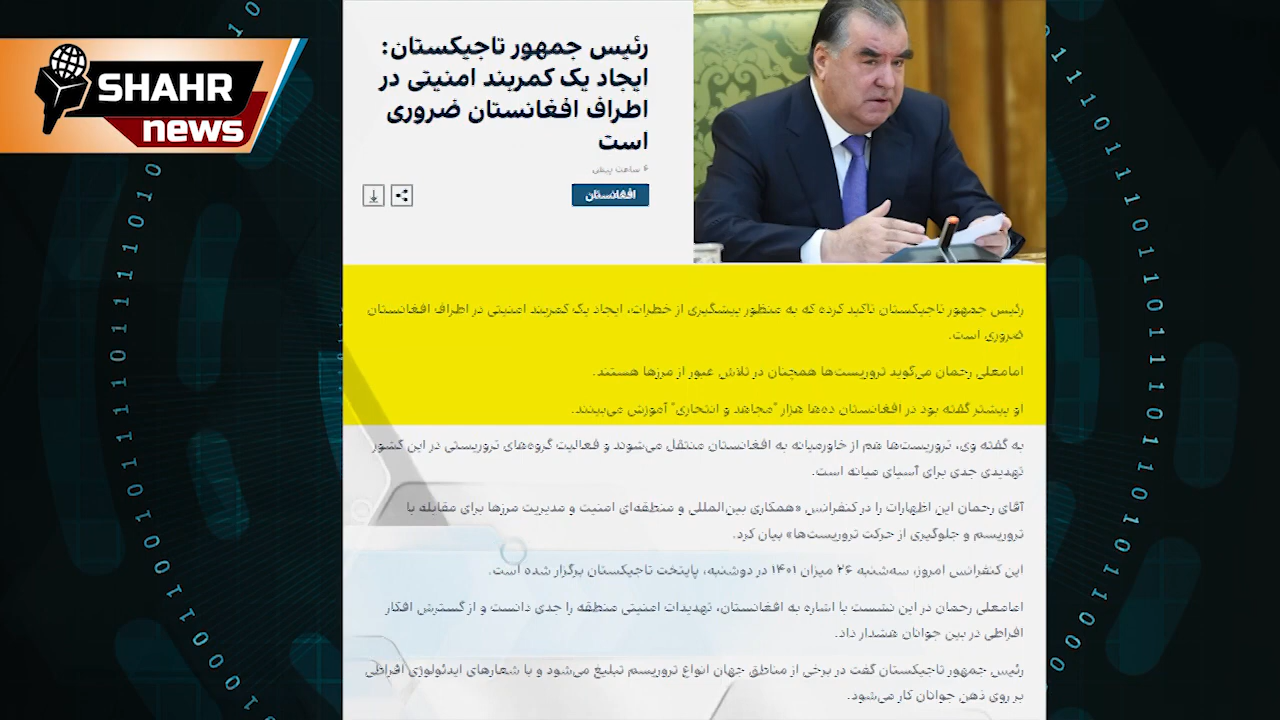 SHAHR
news
رئیس جمهور تاجیکستان:
ایجاد یک کمربند امنیتی در
اطراف افغانستان ضروری
است
۶ ساعت پیش
افغانستان
رئیس جمهور تاجیکستان تاکید کرده که به منظور پیشگیری از خطرات، ایجاد یک کمربند امنیتی در اطراف افغانستان
ضروری است.
امامعلی رحمان می‌گوید تروریست‌ها همچنان در تلاش عبور از مرزها هستند.
او پیشتر گفته بود در افغانستان ده‌ها هزار "مجاهد و انتحاری" آموزش می‌بینند.
به گفته وی، تروریست‌ها هم از خاورمیانه به افغانستان منتقل می‌شوند و فعالیت گروه‌های تروریستی در این کشور
تهدیدی جدی برای آسیای میانه است.
آقای رحمان این اظهارات را در کنفرانس «همکاری بین‌المللی و منطقه‌ای امنیت و مدیریت مرزها برای مقابله با
تروریسم و جلوگیری از حرکت تروریست‌ها» بیان کرد.
این کنفرانس امروز، سه‌شنبه ۲۶ میزان ۱۴۰۱ در دوشنبه، پایتخت تاجیکستان برگزار شده است.
امامعلی رحمان در این نشست با اشاره به افغانستان، تهدیدات امنیتی منطقه را جدی دانست و از گسترش افکار
افراطی در بین جوانان هشدار داد.
رئیس جمهور تاجیکستان گفت در برخی از مناطق جهان انواع تروریسم تبلیغ می‌شود و با شعارهای ایدئولوژی افراطی
بر روی ذهن جوانان کار می‌شود.